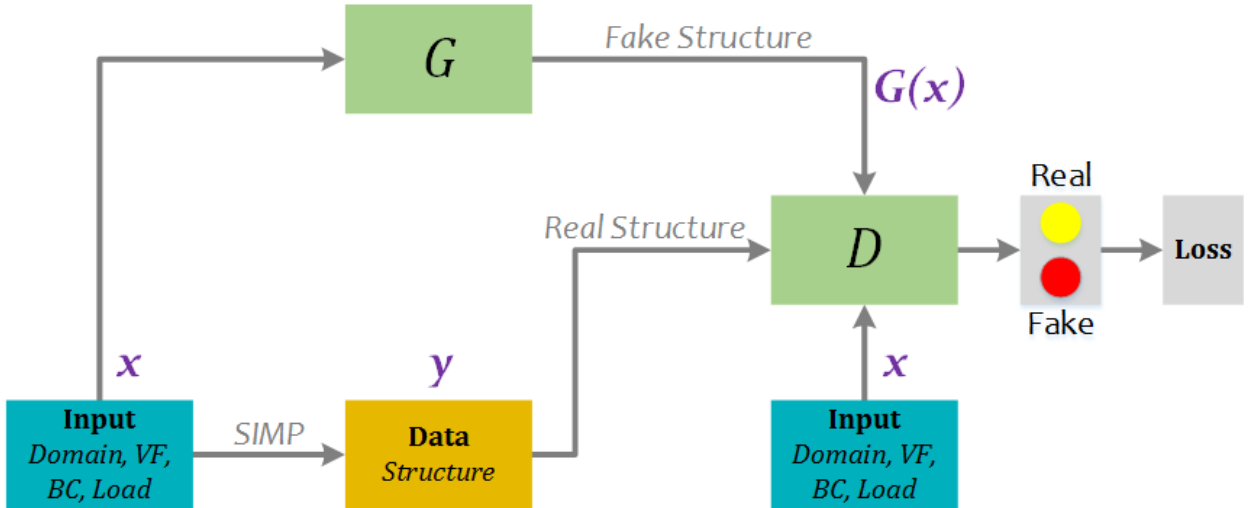 G
Fake Structure
G(x)
Real
Real Structure
D
Loss
Fake
x
y
x
Input
Domain, VF,
BC, Load
SIMP
Data
Structure
Input
Domain, VF,
BC, Load